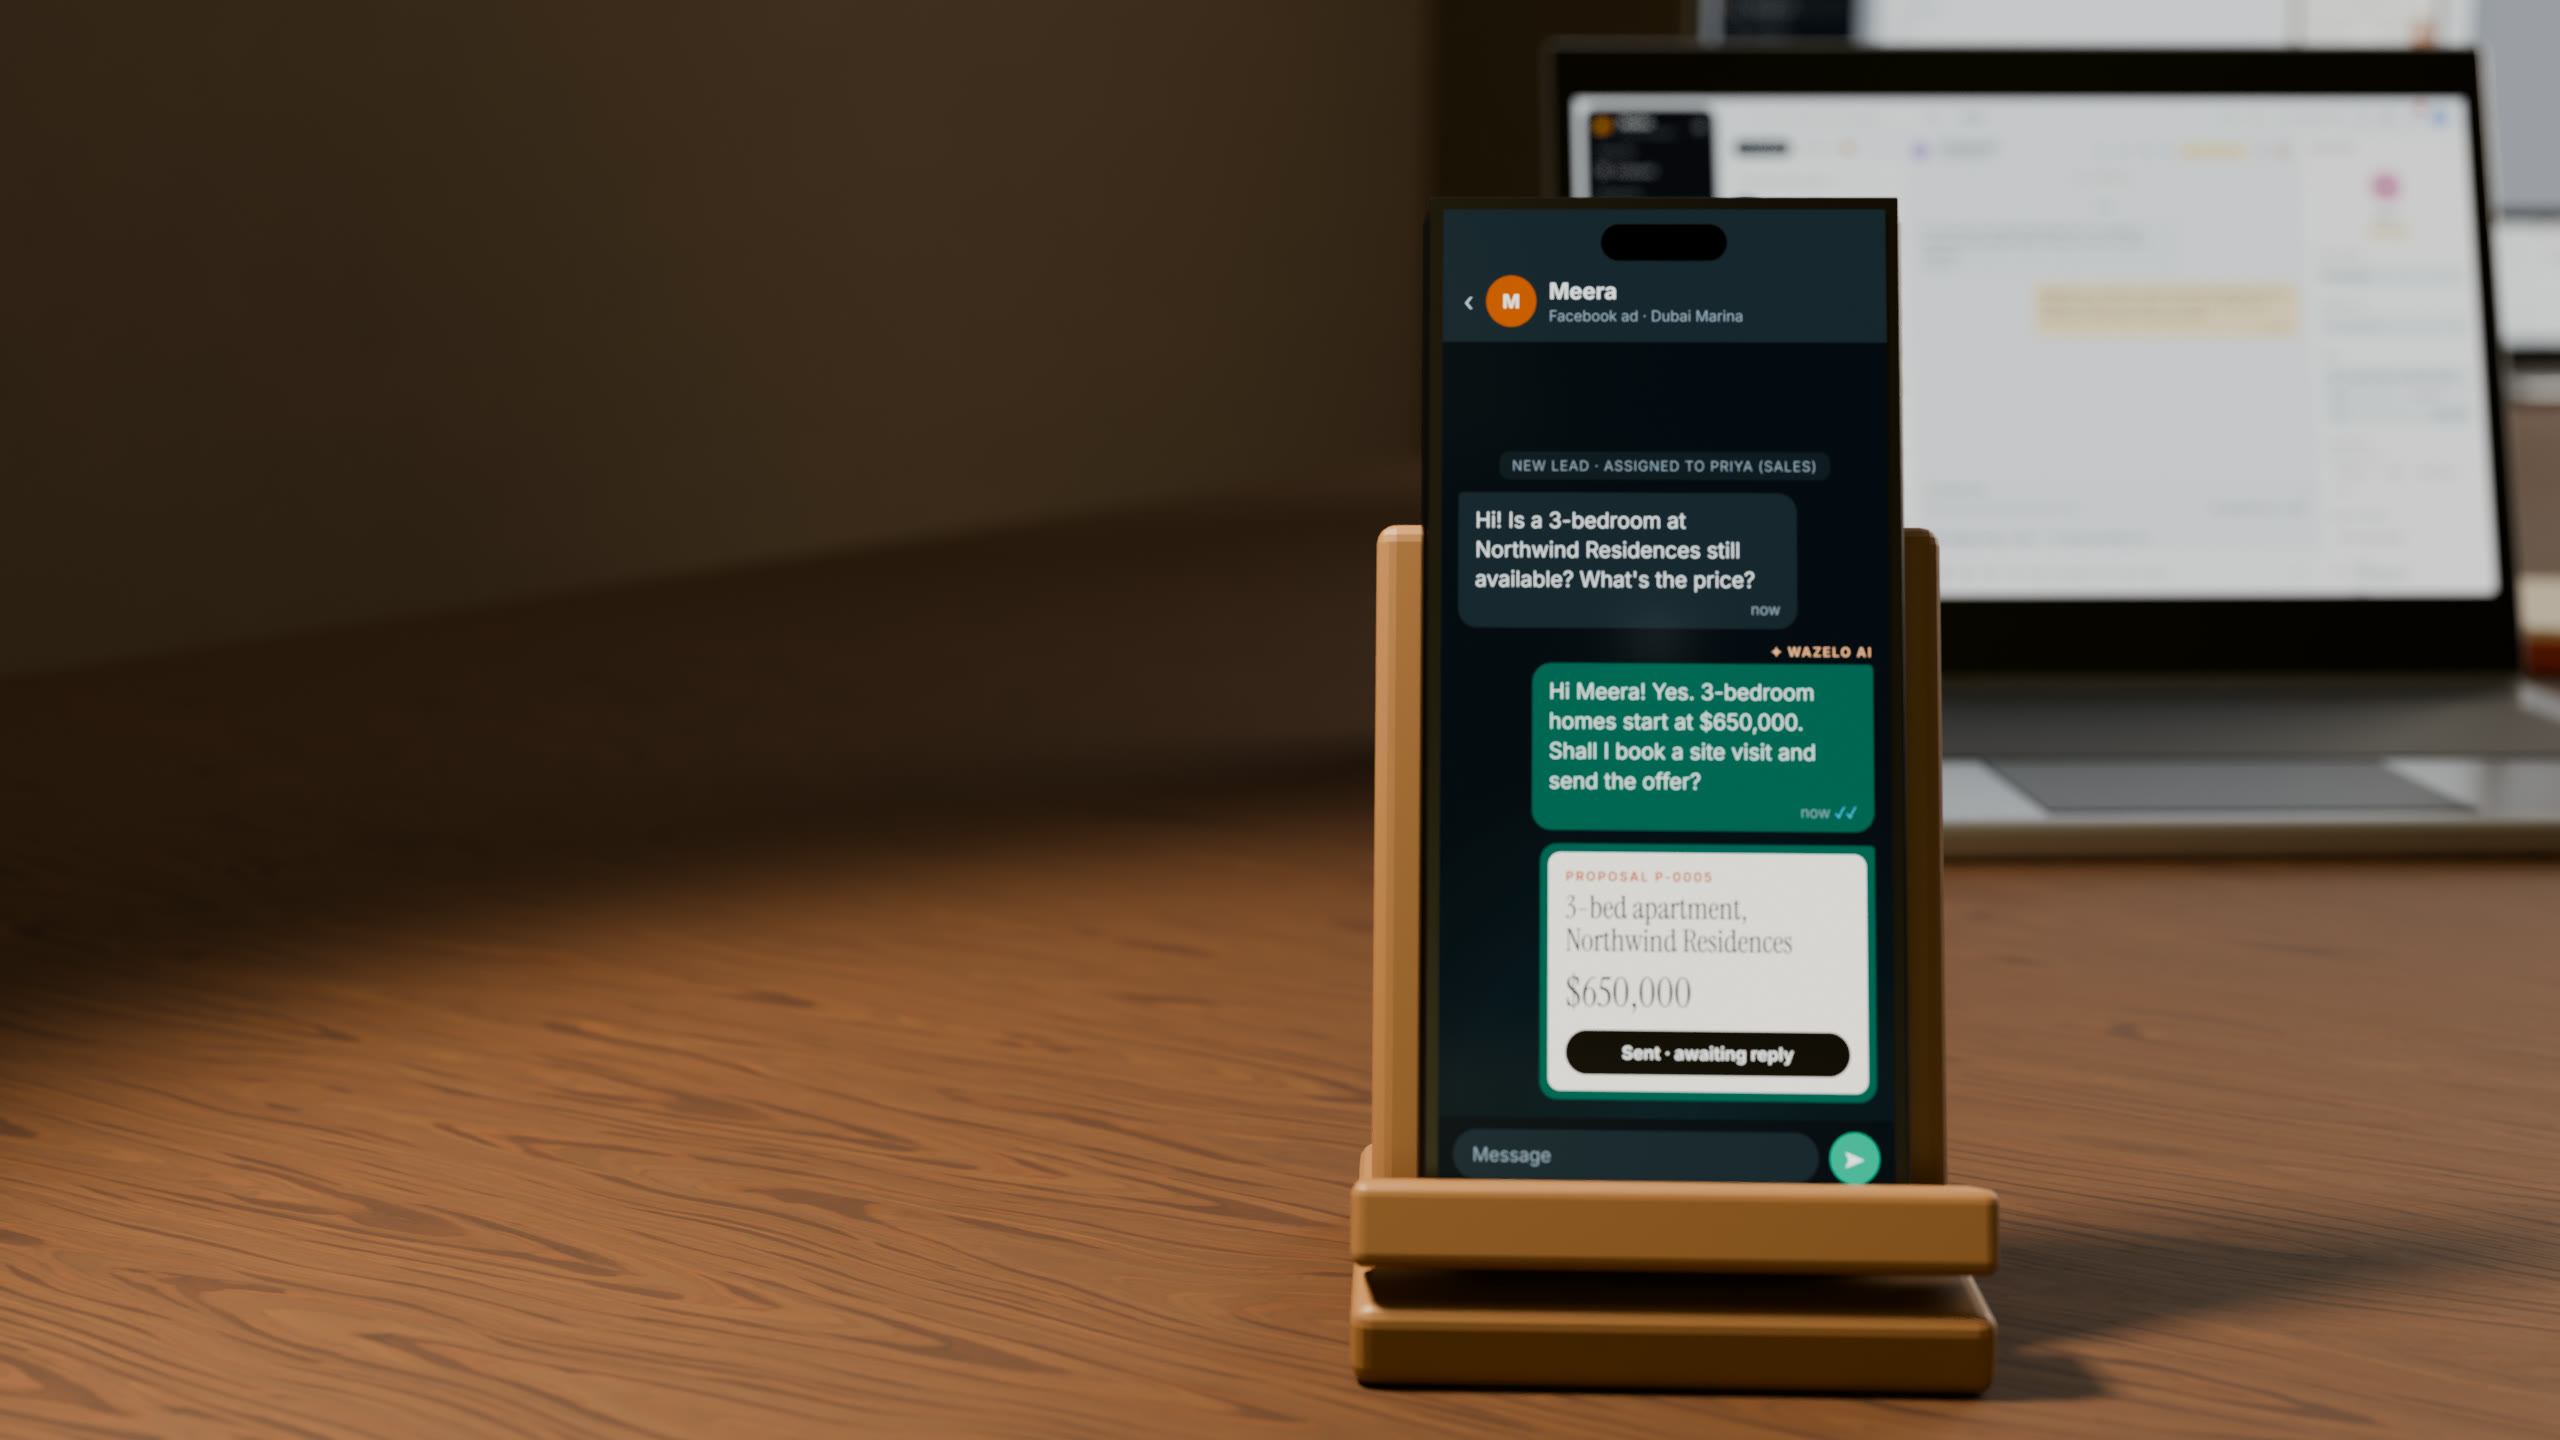 Meera
Facebook ad · Dubai Marina
NEW LEAD · ASSIGNED TO PRIYA (SALES)
Hi! Is a 3-bedroom at
Northwind Residences still
available? What's the price?
now
✦ WAZELO AI
Hi Meera! Yes. 3-bedroom
homes start at $650,000.
Shall I book a site visit and
send the offer?
now ✓✓
PROPOSAL P-0005
3-bed apartment,
Northwind Residences
$650,000
Sent · awaiting reply
Message
M